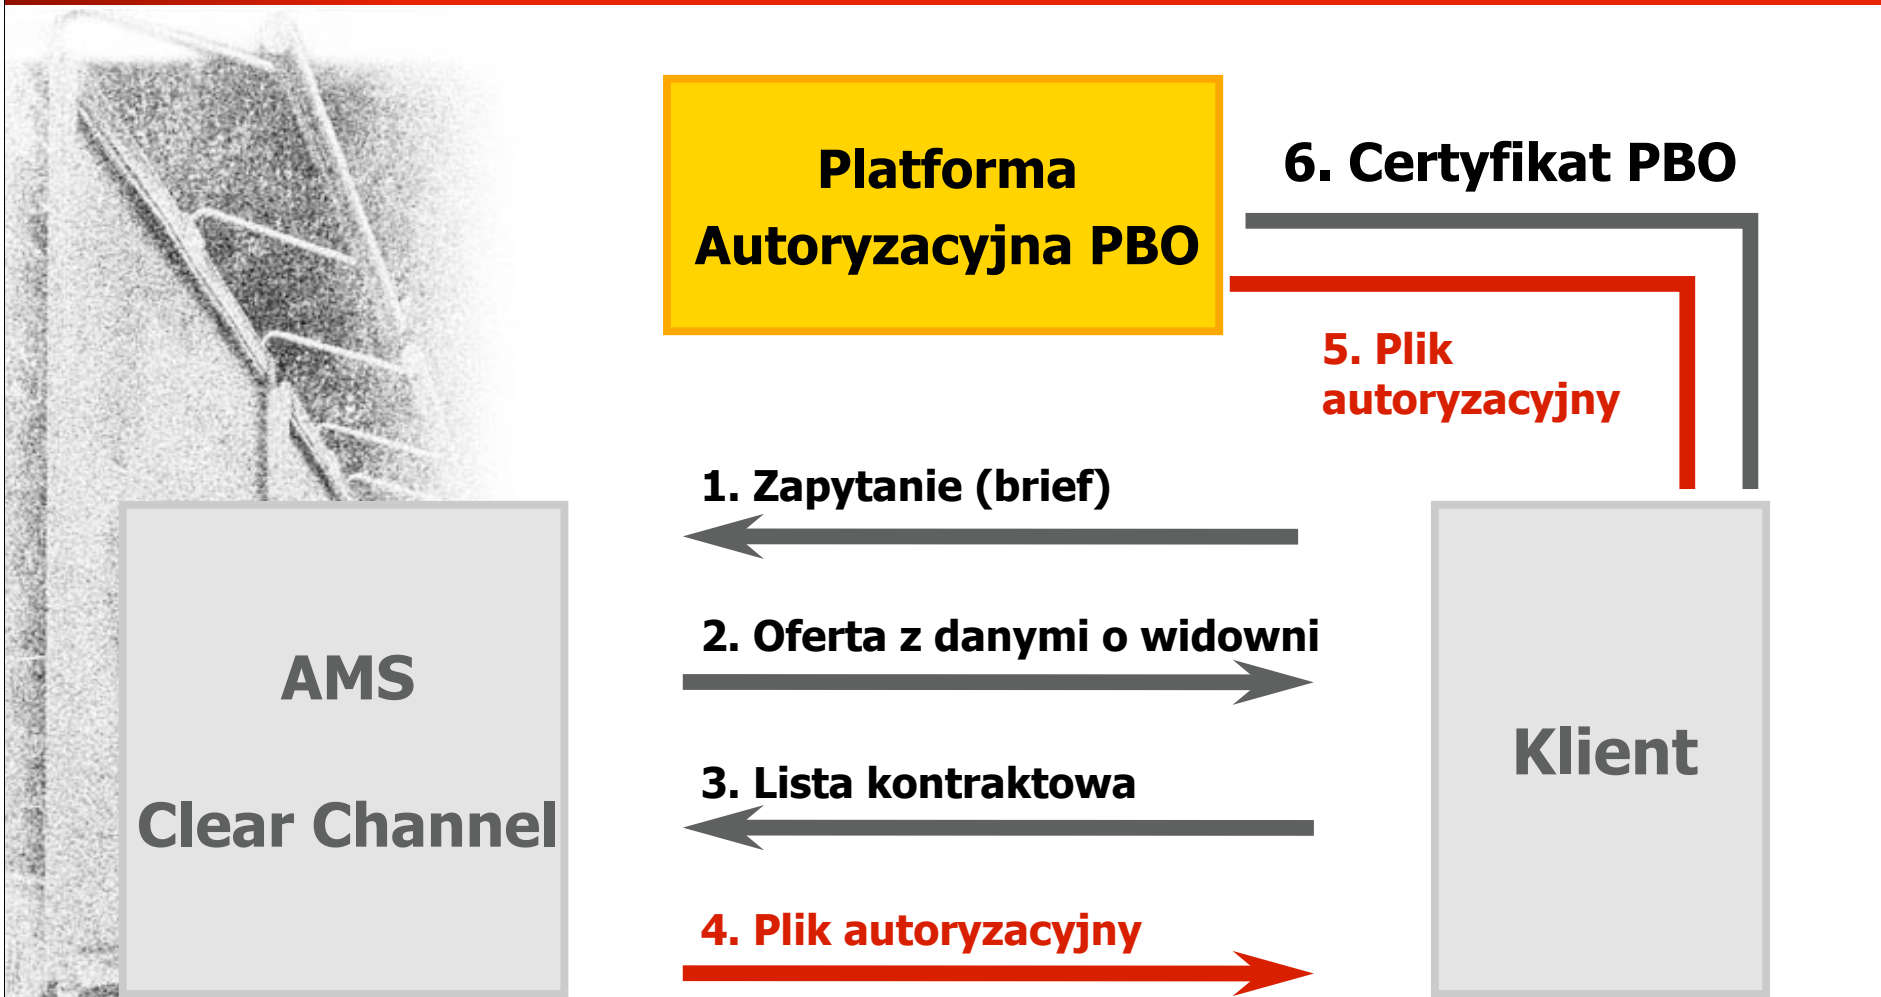 Platforma
Autoryzacyjna PBO
6. Certyfikat PBO
5. Plik
autoryzacyjny
1. Zapytanie (brief)
2. Oferta z danymi o widowni
3. Lista kontraktowa
4. Plik autoryzacyjny
AMS
Clear Channel
Klient